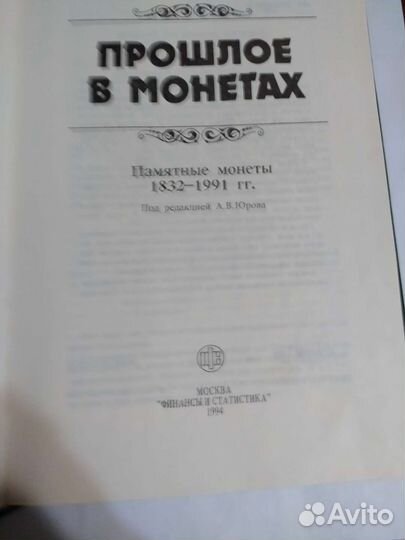 ПРОШЛОЕ
В МОНЕТАХ
Памятные монеты
1832–1991 гг.
Под редакцией А.В.Юрова
МОСКВА
"ФИНАНСЫ И СТАТИСТИКА"
1994
Avito